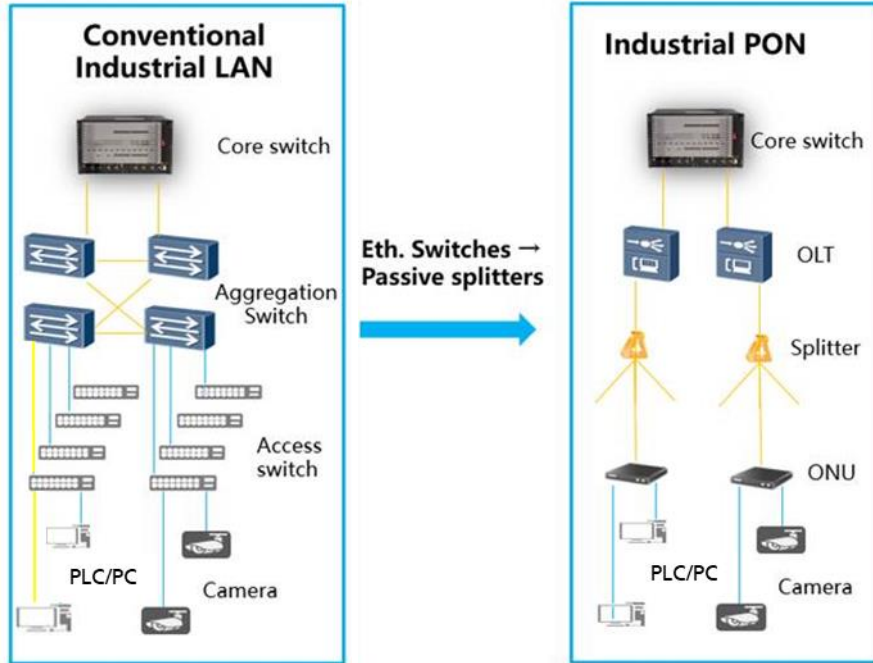 Conventional
Industrial LAN
Core switch
Aggregation
Switch
Access
switch
PLC/PC
Camera
Eth. Switches →
Passive splitters
Industrial PON
Core switch
OLT
Splitter
ONU
PLC/PC
Camera